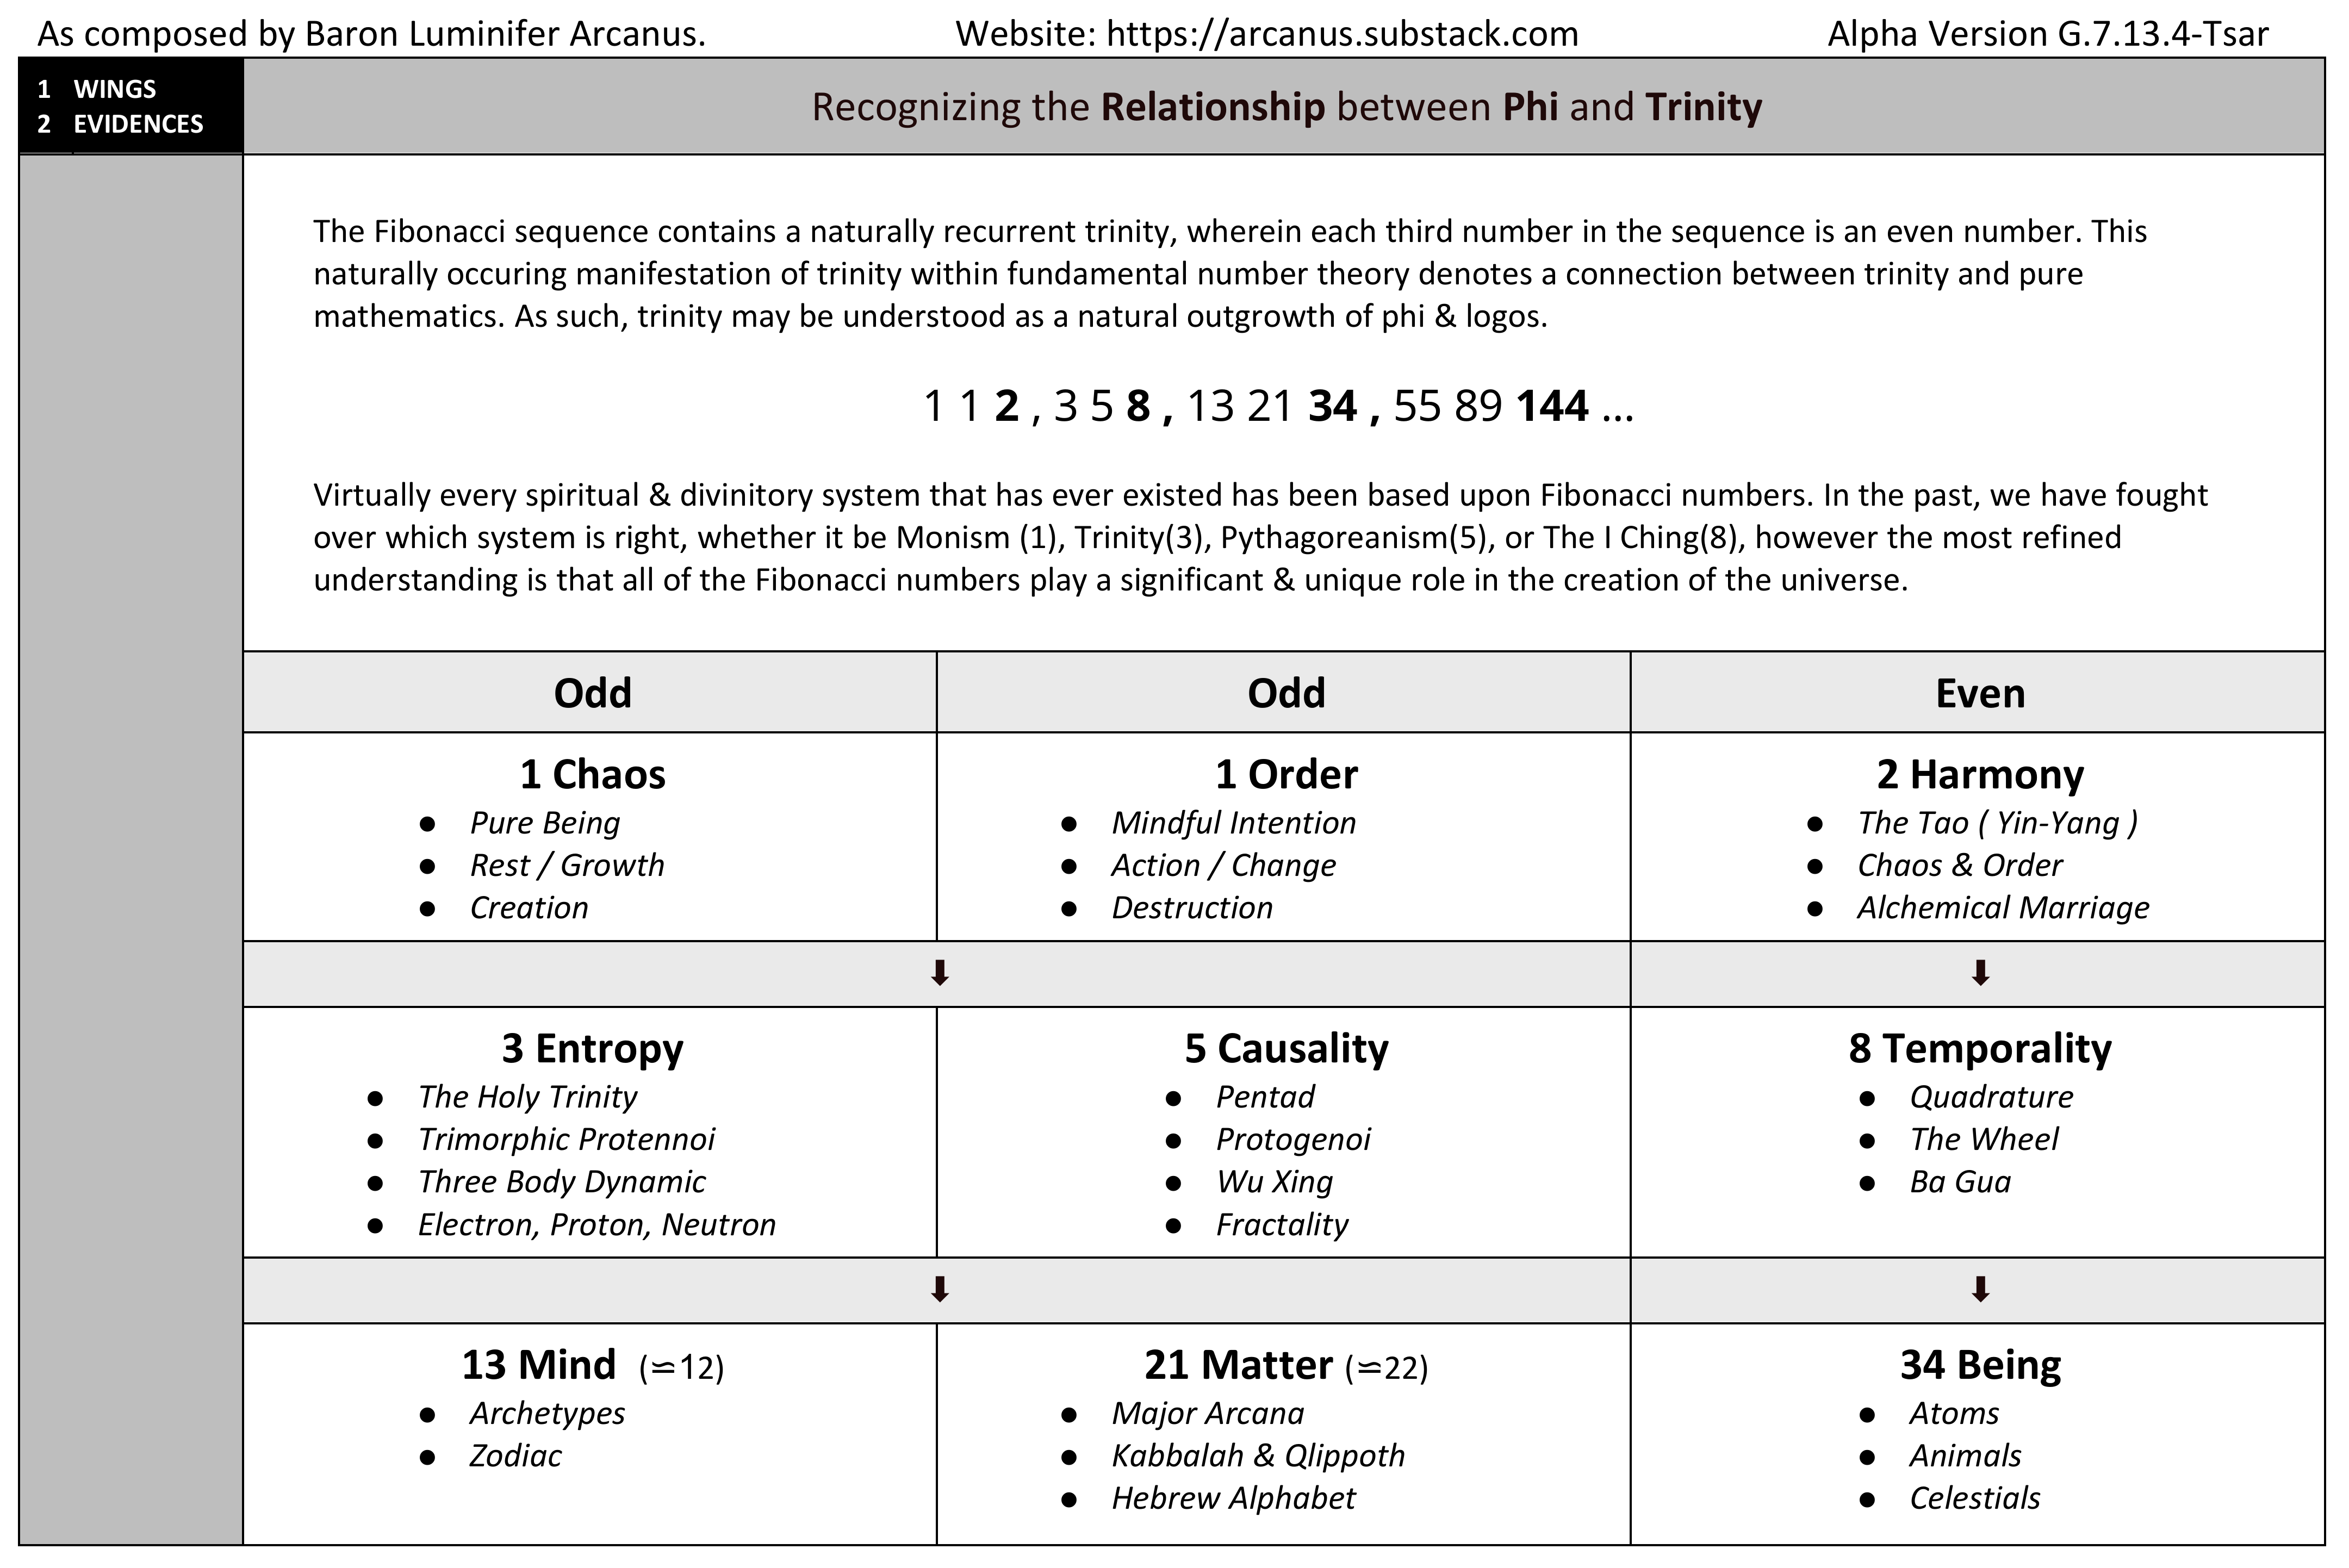 As composed by Baron Luminifer Arcanus. Website: https://arcanus.substack.com Alpha Version G.7.13.4-Tsar
1 WINGS
2 EVIDENCES
Recognizing the Relationship between Phi and Trinity
The Fibonacci sequence contains a naturally recurrent trinity, wherein each third number in the sequence is an even number. This
naturally occuring manifestation of trinity within fundamental number theory denotes a connection between trinity and pure
mathematics. As such, trinity may be understood as a natural outgrowth of phi & logos.
1 1 2 , 3 5 8 , 13 21 34 , 55 89 144 ...
Virtually every spiritual & divinitory system that has ever existed has been based upon Fibonacci numbers. In the past, we have fought
over which system is right, whether it be Monism (1), Trinity(3), Pythagoreanism(5), or The I Ching(8), however the most refined
understanding is that all of the Fibonacci numbers play a significant & unique role in the creation of the universe.
Odd Odd Even
1 Chaos
● Pure Being
● Rest / Growth
● Creation
1 Order
● Mindful Intention
● Action / Change
● Destruction
2 Harmony
● The Tao ( Yin-Yang )
● Chaos & Order
● Alchemical Marriage
⬇ ⬇
3 Entropy
● The Holy Trinity
● Trimorphic Protennoi
● Three Body Dynamic
● Electron, Proton, Neutron
5 Causality
● Pentad
● Protogenoi
● Wu Xing
● Fractality
8 Temporality
● Quadrature
● The Wheel
● Ba Gua
⬇ ⬇
13 Mind (≌12)
● Archetypes
● Zodiac
21 Matter (≌22)
● Major Arcana
● Kabbalah & Qlippoth
● Hebrew Alphabet
34 Being
● Atoms
● Animals
● Celestials